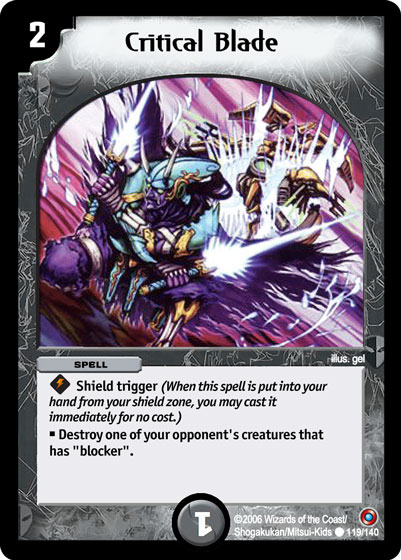 2
Critical Blade
illus. gel
SPELL
Shield trigger (When this spell is put into your
hand from your shield zone, you may cast it
immediately for no cost.)
▪ Destroy one of your opponent's creatures that
has "blocker".
1
©2006 Wizards of the Coast/
Shogakukan/Mitsui-Kids ● 119/140